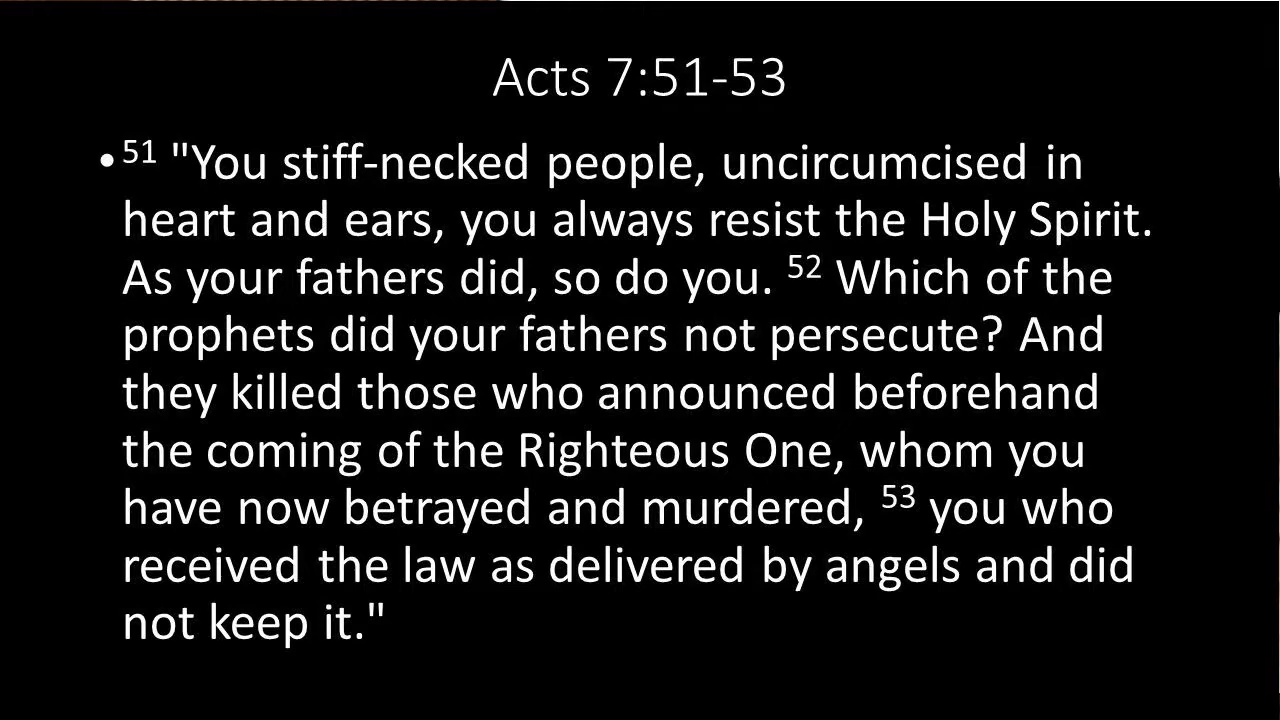 Acts 7:51-53
• 51 "You stiff-necked people, uncircumcised in
heart and ears, you always resist the Holy Spirit.
As your fathers did, so do you. 52 Which of the
prophets did your fathers not persecute? And
they killed those who announced beforehand
the coming of the Righteous One, whom you
have now betrayed and murdered, 53 you who
received the law as delivered by angels and did
not keep it."